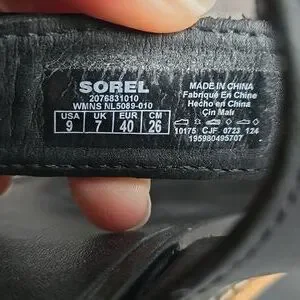 SOREL
2076831010
WMNS NL5089-010
USA UK EUR CM
9 7 40 26
MADE IN CHINA
Fabriqué En Chine
Hecho en China
Çin Malı
10175 CJF 0723 124
195980495707